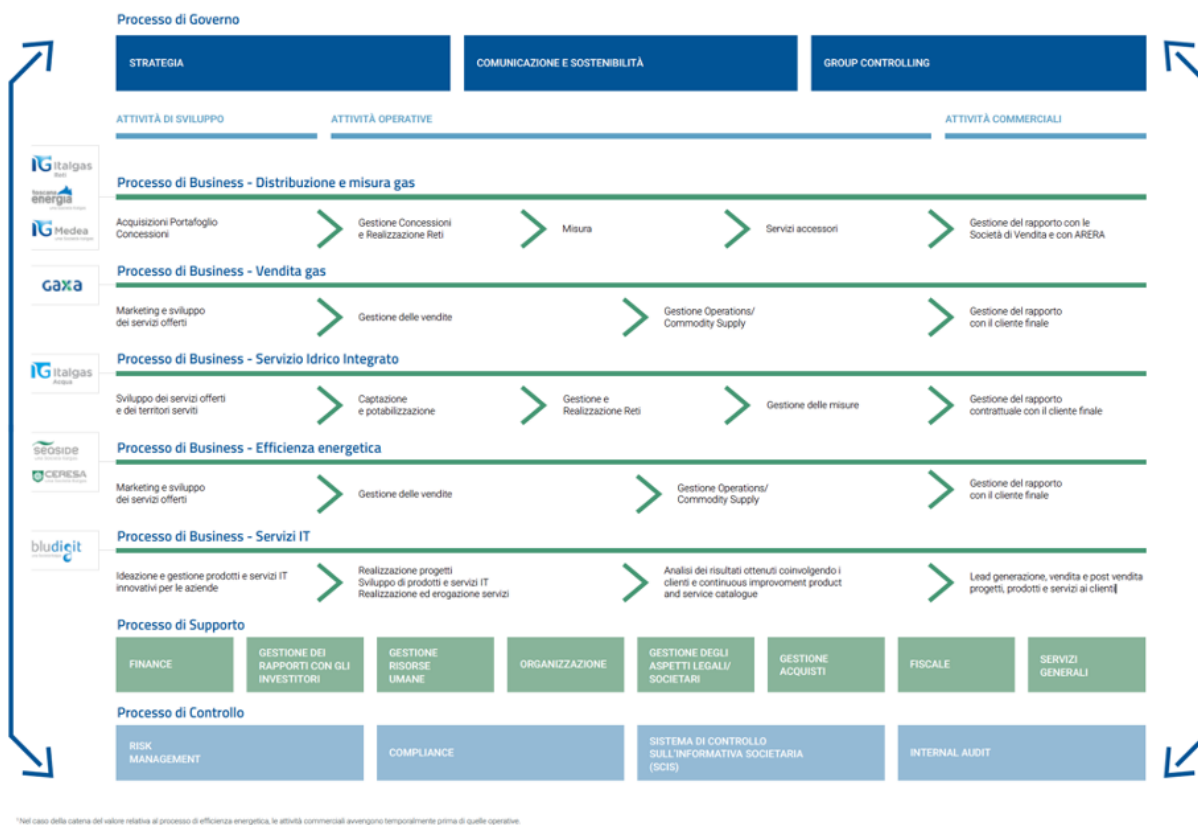 Processo di Governo
STRATEGIA
COMUNICAZIONE E SOSTENIBILITÀ
GROUP CONTROLLING
ATTIVITÀ DI SVILUPPO
ATTIVITÀ OPERATIVE
ATTIVITÀ COMMERCIALI
Italgas
Reti
toscana
energia
Medea
Processo di Business - Distribuzione e misura gas
Acquisizioni Portafoglio
Concessioni
Gestione Concessioni
e Realizzazione Reti
Misura
Servizi accessori
Gestione del rapporto con le
Società di Vendita e con ARERA
gaxa
Processo di Business - Vendita gas
Marketing e sviluppo
dei servizi offerti
Gestione delle vendite
Gestione Operations/
Commodity Supply
Gestione del rapporto
con il cliente finale
Italgas
Acqua
Processo di Business - Servizio Idrico Integrato
Sviluppo dei servizi offerti
e dei territori serviti
Captazione
e potabilizzazione
Gestione e
Realizzazione Reti
Gestione delle misure
Gestione del rapporto
contrattuale con il cliente finale
seaside
CERESA
Processo di Business - Efficienza energetica
Marketing e sviluppo
dei servizi offerti
Gestione delle vendite
Gestione Operations/
Commodity Supply
Gestione del rapporto
con il cliente finale
bludigit
Processo di Business - Servizi IT
Ideazione e gestione prodotti e servizi IT
innovativi per le aziende
Realizzazione progetti
Sviluppo di prodotti e servizi IT
Realizzazione ed erogazione servizi
Analisi dei risultati ottenuti coinvolgendo i
clienti e continuous improvoment product
and service catalogue
Lead generazione, vendita e post vendita
progetti, prodotti e servizi ai clienti
Processo di Supporto
FINANCE
GESTIONE DEI
RAPPORTI CON GLI
INVESTITORI
GESTIONE
RISORSE
UMANE
ORGANIZZAZIONE
GESTIONE DEGLI
ASPETTI LEGALI/
SOCIETARI
GESTIONE
ACQUISTI
FISCALE
SERVIZI
GENERALI
Processo di Controllo
RISK
MANAGEMENT
COMPLIANCE
SISTEMA DI CONTROLLO
SULL'INFORMATIVA SOCIETARIA
(SCIS)
INTERNAL AUDIT
¹Nel caso della catena del valore relativa al processo di efficienza energetica, le attività commerciali avvengono temporalmente prima di quelle operative.